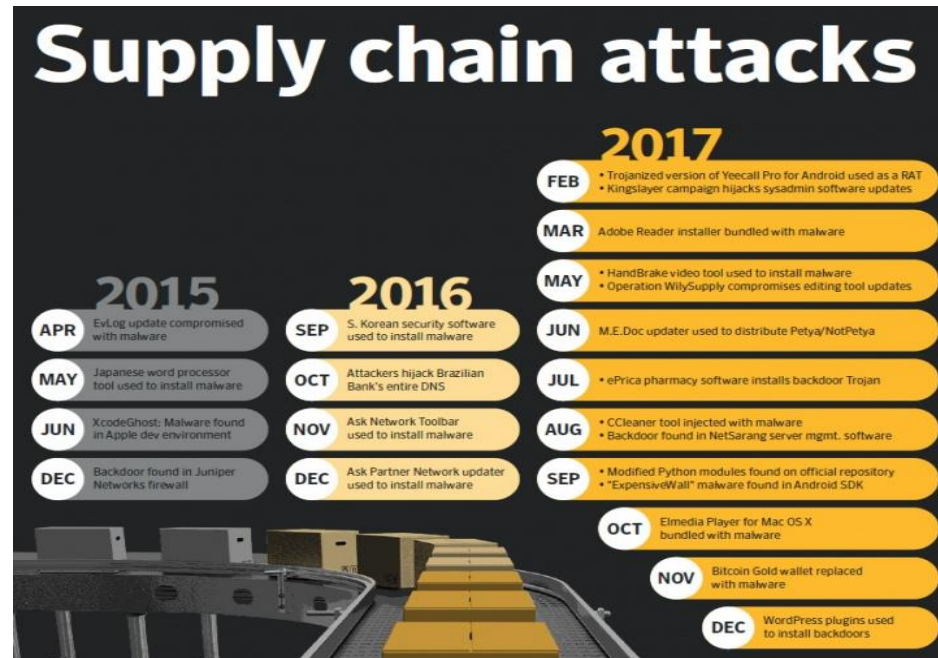 Supply chain attacks
2015
APR
EvLog update compromised
with malware
MAY
Japanese word processor
tool used to install malware
JUN
XcodeGhost: Malware found
in Apple dev environment
DEC
Backdoor found in Juniper
Networks firewall
2016
SEP
S. Korean security software
used to install malware
OCT
Attackers hijack Brazilian
Bank's entire DNS
NOV
Ask Network Toolbar
used to install malware
DEC
Ask Partner Network updater
used to install malware
2017
FEB
• Trojanized version of Yeecall Pro for Android used as a RAT
• Kingslayer campaign hijacks sysadmin software updates
MAR
Adobe Reader installer bundled with malware
MAY
• HandBrake video tool used to install malware
• Operation WilySupply compromises editing tool updates
JUN
M.E.Doc updater used to distribute Petya/NotPetya
JUL
• ePrica pharmacy software installs backdoor Trojan
AUG
• CCleaner tool injected with malware
• Backdoor found in NetSarang server mgmt. software
SEP
• Modified Python modules found on official repository
• "ExpensiveWall" malware found in Android SDK
OCT
Elmedia Player for Mac OS X
bundled with malware
NOV
Bitcoin Gold wallet replaced
with malware
DEC
WordPress plugins used
to install backdoors